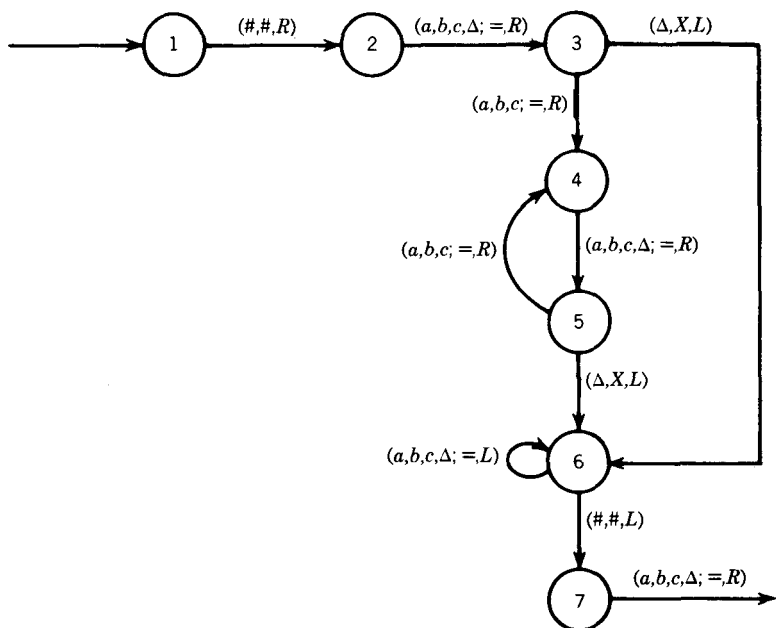 1 (#,#,R) 2 (a,b,c,Δ; =,R) 3 (Δ,X,L)
(a,b,c; =,R)
4
(a,b,c; =,R) (a,b,c,Δ; =,R)
5
(Δ,X,L)
(a,b,c,Δ; =,L) 6
(#,#,L)
7 (a,b,c,Δ; =,R)